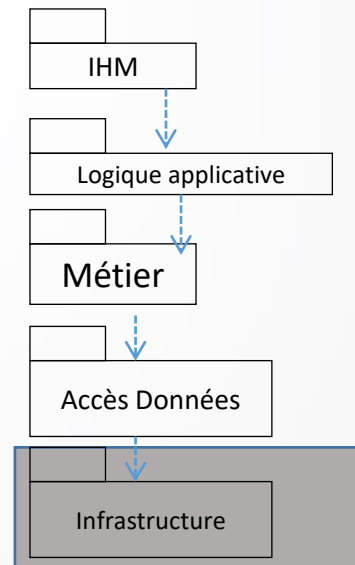 IHM
Logique applicative
Métier
Accès Données
Infrastructure